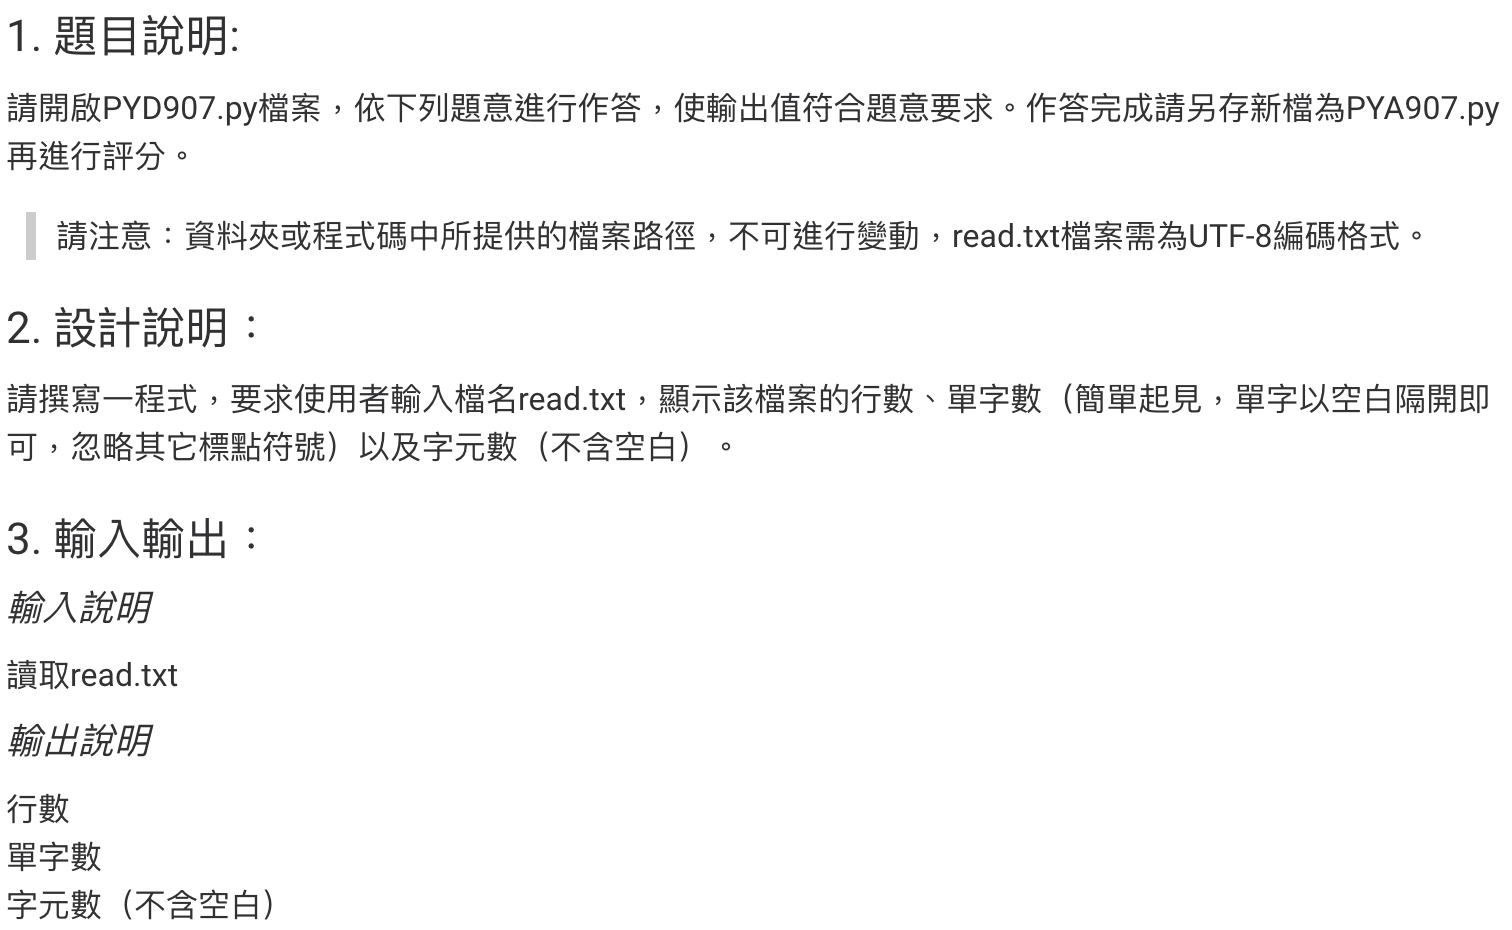 1. 題目說明:
請開啟PYD907.py檔案，依下列題意進行作答，使輸出值符合題意要求。作答完成請另存新檔為PYA907.py
再進行評分。
請注意：資料夾或程式碼中所提供的檔案路徑，不可進行變動，read.txt檔案需為UTF-8編碼格式。
2. 設計說明：
請撰寫一程式，要求使用者輸入檔名read.txt，顯示該檔案的行數、單字數（簡單起見，單字以空白隔開即
可，忽略其它標點符號）以及字元數（不含空白）。
3. 輸入輸出：
輸入說明
讀取read.txt
輸出說明
行數
單字數
字元數（不含空白）